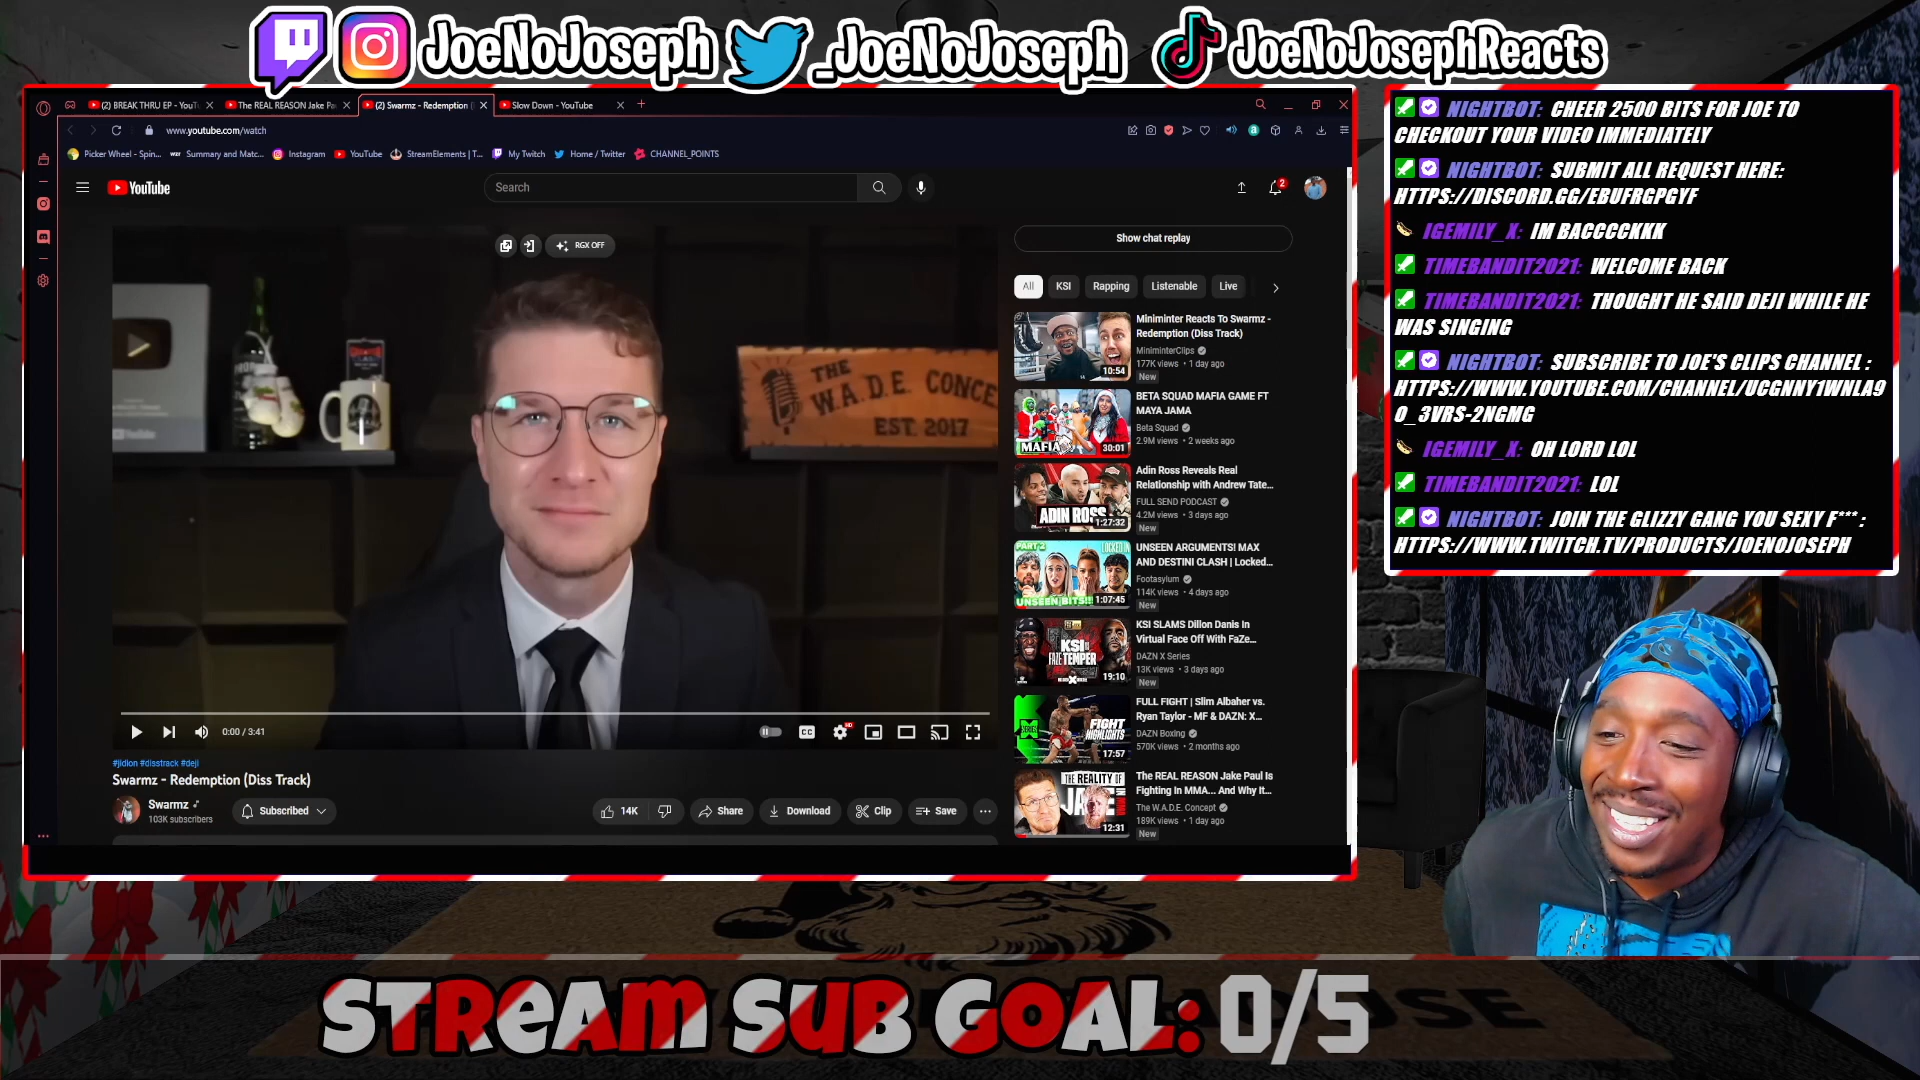 JoeNoJoseph
_JoeNoJoseph
JoeNoJosephReacts
(2) BREAK THRU EP - YouT
The REAL REASON Jake Pa
(2) Swarmz - Redemption (
Slow Down - YouTube
www.youtube.com/watch
Picker Wheel - Spin...
Summary and Matc...
Instagram
YouTube
StreamElements | T...
My Twitch
Home / Twitter
CHANNEL_POINTS
YouTube
Search
2
RGX OFF
THE
W.A.D.E. CONCE
EST. 2017
0:00 / 3:41
CC
HD
#jidion #disstrack #deji
Swarmz - Redemption (Diss Track)
Swarmz
103K subscribers
Subscribed
14K
Share
Download
Clip
Save
Show chat replay
All
KSI
Rapping
Listenable
Live
Miniminter Reacts To Swarmz -
Redemption (Diss Track)
MiniminterClips
177K views • 1 day ago
New
10:54
BETA SQUAD MAFIA GAME FT
MAYA JAMA
Beta Squad
2.9M views • 2 weeks ago
MAFIA
30:01
Adin Ross Reveals Real
Relationship with Andrew Tate...
FULL SEND PODCAST
4.2M views • 3 days ago
New
ADIN ROSS
1:27:32
UNSEEN ARGUMENTS! MAX
AND DESTINI CLASH | Locked...
Footasylum
114K views • 4 days ago
New
PART 2
LOCKED IN
UNSEEN BITS!!
1:07:45
KSI SLAMS Dillon Danis In
Virtual Face Off With FaZe...
DAZN X Series
13K views • 3 days ago
New
KSI
FAZE TEMPER
19:10
FULL FIGHT | Slim Albaher vs.
Ryan Taylor - MF & DAZN: X...
DAZN Boxing
570K views • 2 months ago
FIGHT
HIGHLIGHTS
17:57
The REAL REASON Jake Paul Is
Fighting In MMA... And Why It...
The W.A.D.E. Concept
189K views • 1 day ago
New
THE REALITY OF
12:31
NIGHTBOT: CHEER 2500 BITS FOR JOE TO
CHECKOUT YOUR VIDEO IMMEDIATELY
NIGHTBOT: SUBMIT ALL REQUEST HERE:
HTTPS://DISCORD.GG/EBUFRGPGYF
IGEMILY_X: IM BACCCCKKK
TIMEBANDIT2021: WELCOME BACK
TIMEBANDIT2021: THOUGHT HE SAID DEJI WHILE HE
WAS SINGING
NIGHTBOT: SUBSCRIBE TO JOE'S CLIPS CHANNEL :
HTTPS://WWW.YOUTUBE.COM/CHANNEL/UCGNNY1WNLA9
O_3VRS-2NGMG
IGEMILY_X: OH LORD LOL
TIMEBANDIT2021: LOL
NIGHTBOT: JOIN THE GLIZZY GANG YOU SEXY F*** :
HTTPS://WWW.TWITCH.TV/PRODUCTS/JOENOJOSEPH
STREAM SUB GOAL: 0/5